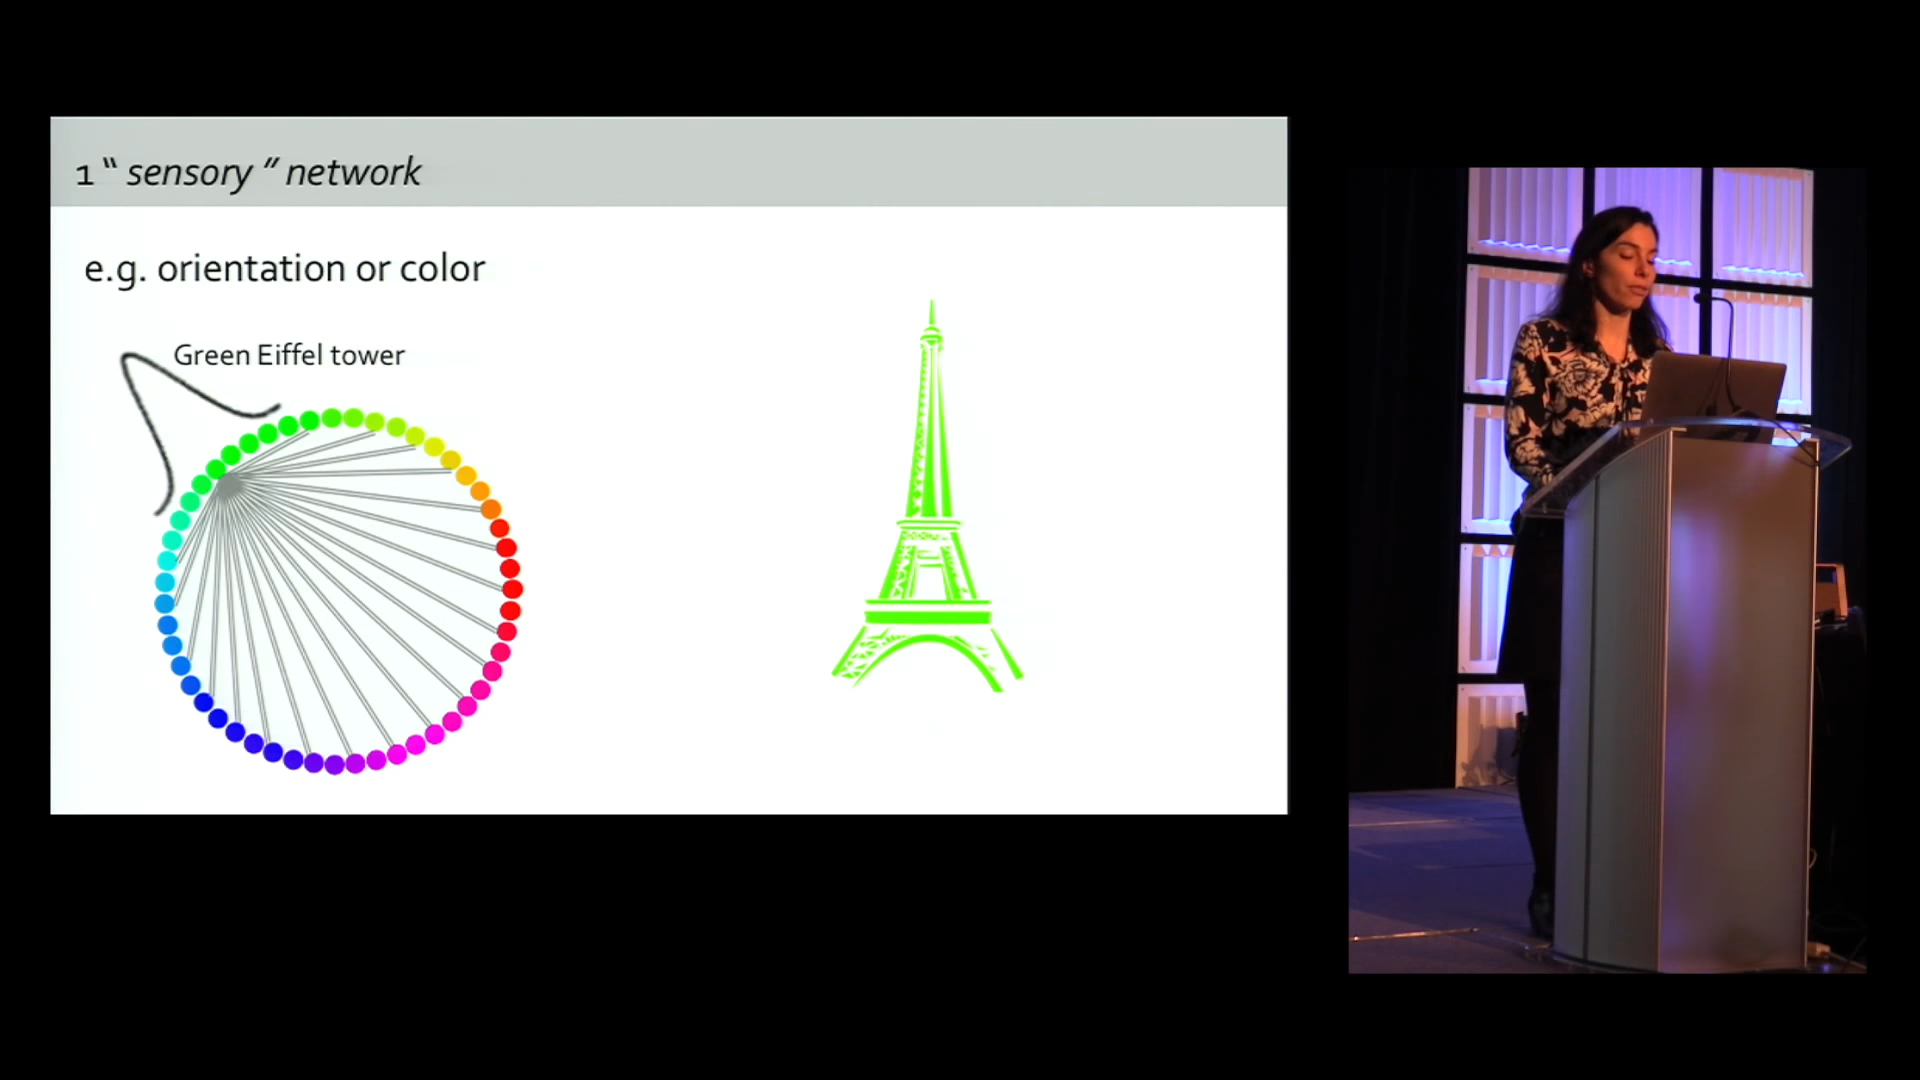 1 “ sensory ” network
e.g. orientation or color
Green Eiffel tower